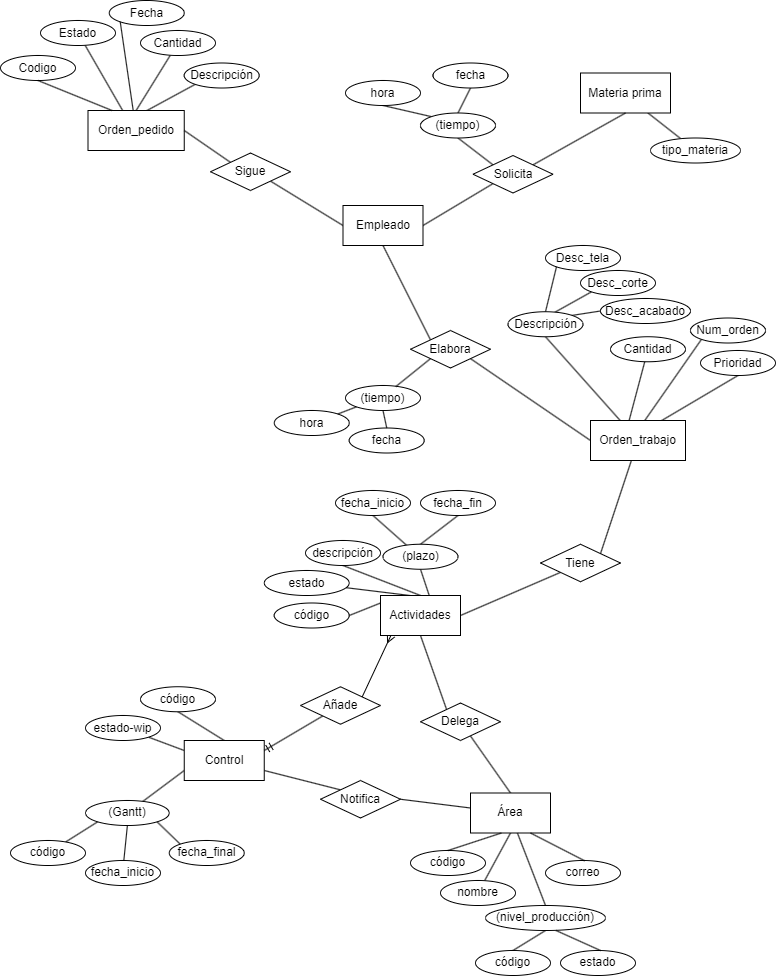 Fecha
Estado
Cantidad
Codigo
Descripción
Orden_pedido
Sigue
fecha
hora
(tiempo)
Materia prima
tipo_materia
Solicita
Empleado
Desc_tela
Desc_corte
Desc_acabado
Descripción
Num_orden
Cantidad
Prioridad
Elabora
(tiempo)
hora
fecha
Orden_trabajo
fecha_inicio
fecha_fin
descripción
(plazo)
estado
código
Actividades
Tiene
código
estado-wip
Añade
Delega
Control
Notifica
Área
(Gantt)
código
fecha_inicio
fecha_final
código
nombre
correo
(nivel_producción)
código
estado